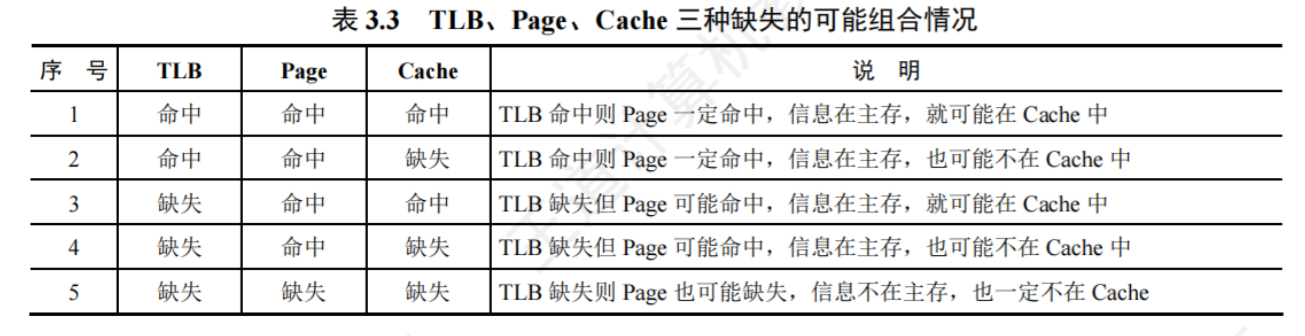 表 3.3 TLB、Page、Cache 三种缺失的可能组合情况
序 号 TLB Page Cache 说 明
1 命中 命中 命中 TLB 命中则 Page 一定命中，信息在主存，就可能在 Cache 中
2 命中 命中 缺失 TLB 命中则 Page 一定命中，信息在主存，也可能不在 Cache 中
3 缺失 命中 命中 TLB 缺失但 Page 可能命中，信息在主存，就可能在 Cache 中
4 缺失 命中 缺失 TLB 缺失但 Page 可能命中，信息在主存，也可能不在 Cache 中
5 缺失 缺失 缺失 TLB 缺失则 Page 也可能缺失，信息不在主存，也一定不在 Cache